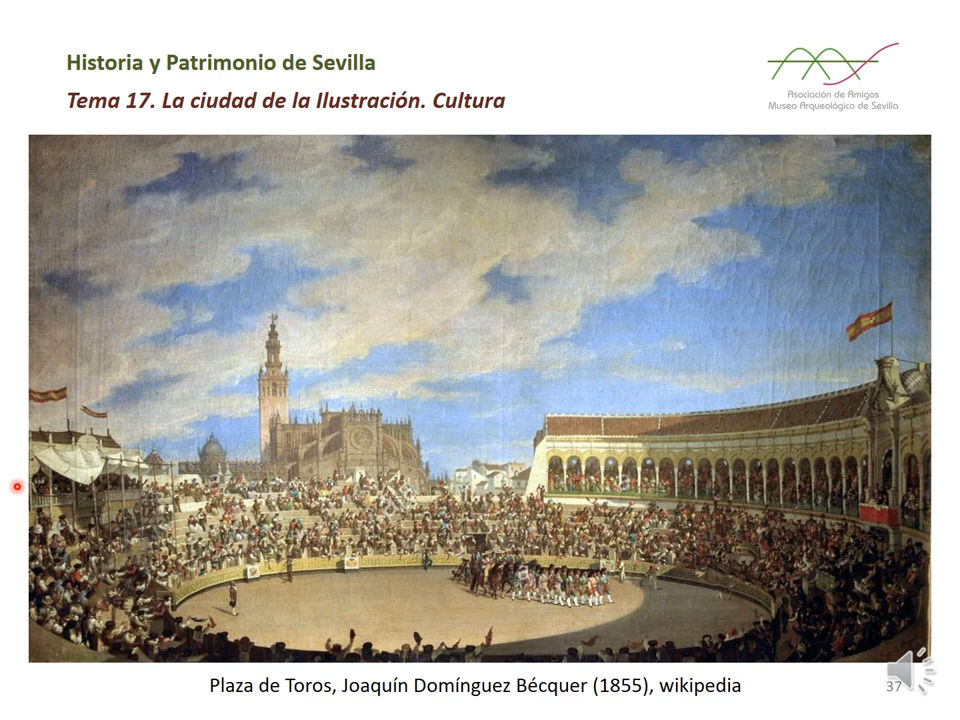 Historia y Patrimonio de Sevilla
Tema 17. La ciudad de la Ilustración. Cultura
Asociación de Amigos
Museo Arqueológico de Sevilla
Plaza de Toros, Joaquín Domínguez Bécquer (1855), wikipedia
37